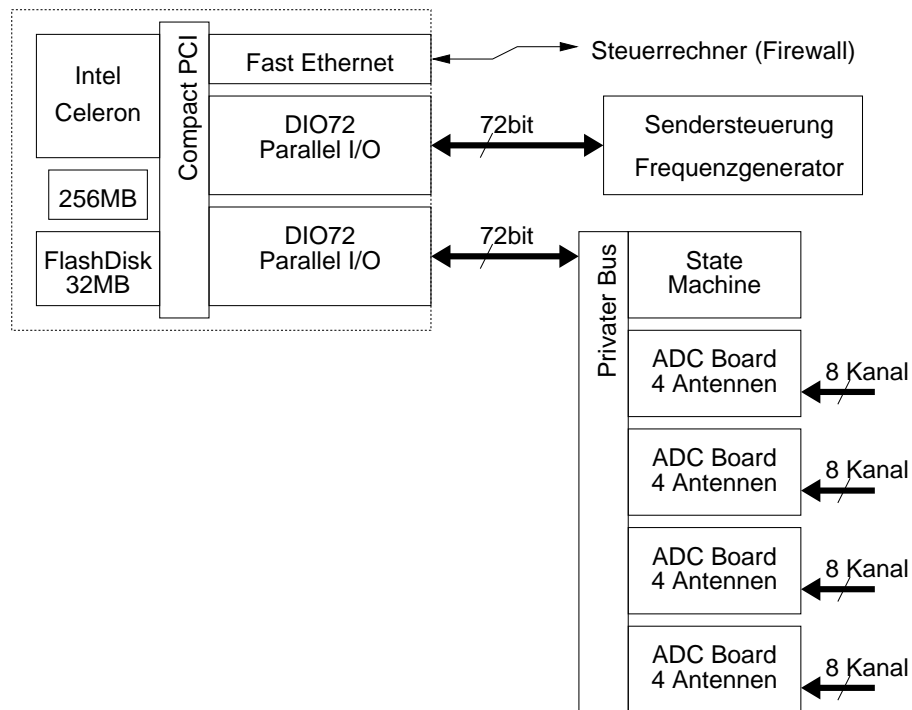 Intel
Celeron
256MB
FlashDisk
32MB
Compact PCI
Fast Ethernet
DIO72
Parallel I/O
DIO72
Parallel I/O
Steuerrechner (Firewall)
72bit
Sendersteuerung
Frequenzgenerator
72bit
Privater Bus
State
Machine
ADC Board
4 Antennen
8 Kanal
ADC Board
4 Antennen
8 Kanal
ADC Board
4 Antennen
8 Kanal
ADC Board
4 Antennen
8 Kanal